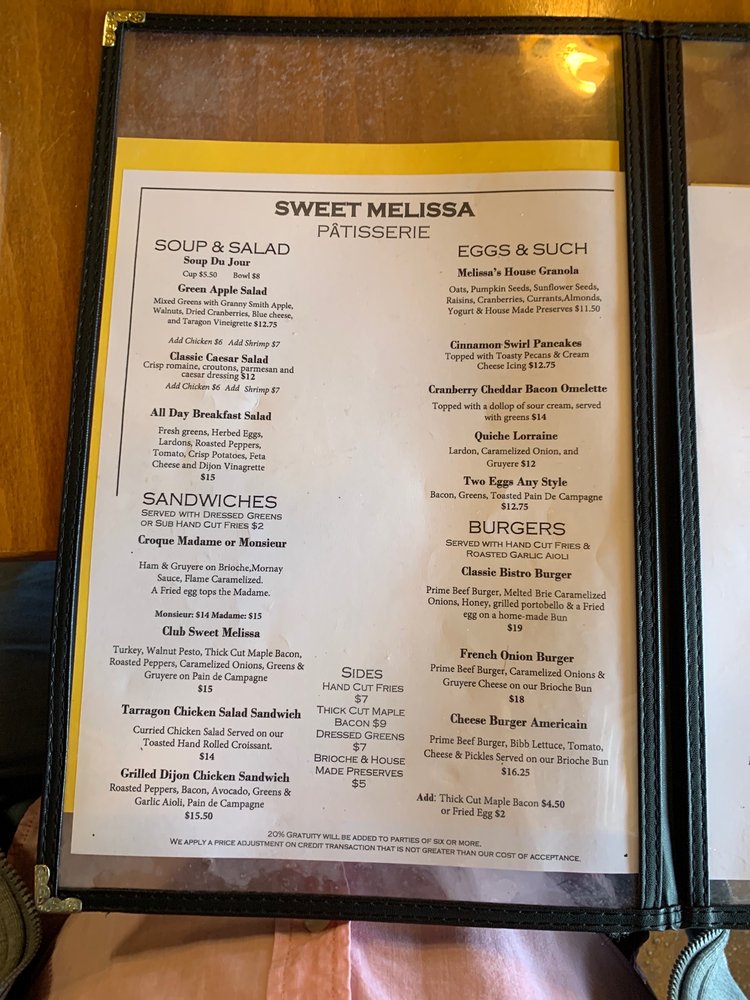 SWEET MELISSA
PÂTISSERIE
SOUP & SALAD
Soup Du Jour
Cup $5.50 Bowl $8
Green Apple Salad
Mixed Greens with Granny Smith Apple,
Walnuts, Dried Cranberries, Blue cheese,
and Taragon Vineigrette $12.75
Add Chicken $6 Add Shrimp $7
Classic Caesar Salad
Crisp romaine, croutons, parmesan and
caesar dressing $12
Add Chicken $6 Add Shrimp $7
All Day Breakfast Salad
Fresh greens, Herbed Eggs,
Lardons, Roasted Peppers,
Tomato, Crisp Potatoes, Feta
Cheese and Dijon Vinagrette
$15
SANDWICHES
SERVED WITH DRESSED GREENS
OR SUB HAND CUT FRIES $2
Croque Madame or Monsieur
Ham & Gruyere on Brioche,Mornay
Sauce, Flame Caramelized.
A Fried egg tops the Madame.
Monsieur: $14 Madame: $15
Club Sweet Melissa
Turkey, Walnut Pesto, Thick Cut Maple Bacon,
Roasted Peppers, Caramelized Onions, Greens &
Gruyere on Pain de Campagne
$15
Tarragon Chicken Salad Sandwich
Curried Chicken Salad Served on our
Toasted Hand Rolled Croissant.
$14
Grilled Dijon Chicken Sandwich
Roasted Peppers, Bacon, Avocado, Greens &
Garlic Aioli, Pain de Campagne
$15.50
SIDES
HAND CUT FRIES
$7
THICK CUT MAPLE
BACON $9
DRESSED GREENS
$7
BRIOCHE & HOUSE
MADE PRESERVES
$5
EGGS & SUCH
Melissa's House Granola
Oats, Pumpkin Seeds, Sunflower Seeds,
Raisins, Cranberries, Currants,Almonds,
Yogurt & House Made Preserves $11.50
Cinnamon Swirl Pancakes
Topped with Toasty Pecans & Cream
Cheese Icing $12.75
Cranberry Cheddar Bacon Omelette
Topped with a dollop of sour cream, served
with greens $14
Quiche Lorraine
Lardon, Caramelized Onion, and
Gruyere $12
Two Eggs Any Style
Bacon, Greens, Toasted Pain De Campagne
$12.75
BURGERS
SERVED WITH HAND CUT FRIES &
ROASTED GARLIC AIOLI
Classic Bistro Burger
Prime Beef Burger, Melted Brie Caramelized
Onions, Honey, grilled portobello & a Fried
egg on a home-made Bun
$19
French Onion Burger
Prime Beef Burger, Caramelized Onions &
Gruyere Cheese on our Brioche Bun
$18
Cheese Burger Americain
Prime Beef Burger, Bibb Lettuce, Tomato,
Cheese & Pickles Served on our Brioche Bun
$16.25
Add: Thick Cut Maple Bacon $4.50
or Fried Egg $2
20% GRATUITY WILL BE ADDED TO PARTIES OF SIX OR MORE.
WE APPLY A PRICE ADJUSTMENT ON CREDIT TRANSACTION THAT IS NOT GREATER THAN OUR COST OF ACCEPTANCE.